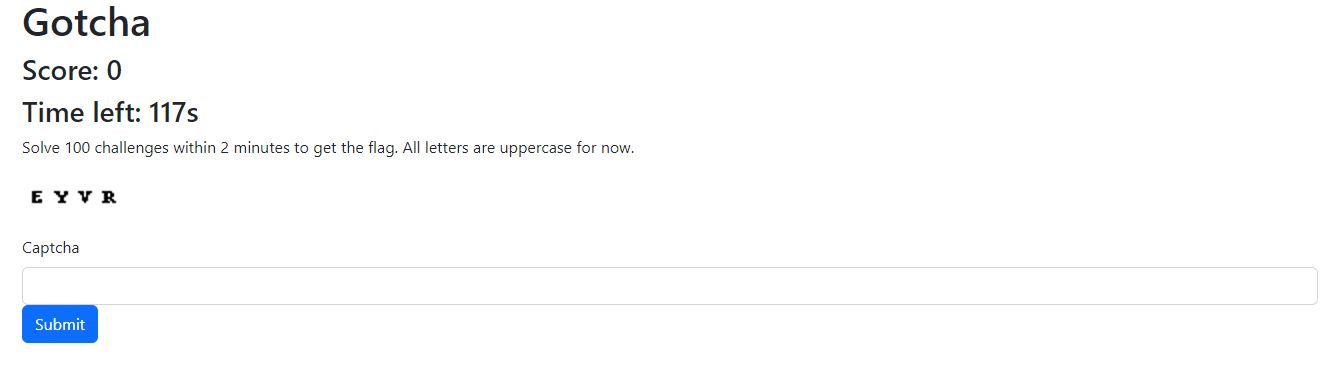 Gotcha
Score: 0
Time left: 117s
Solve 100 challenges within 2 minutes to get the flag. All letters are uppercase for now.
E Y V R
Captcha
Submit